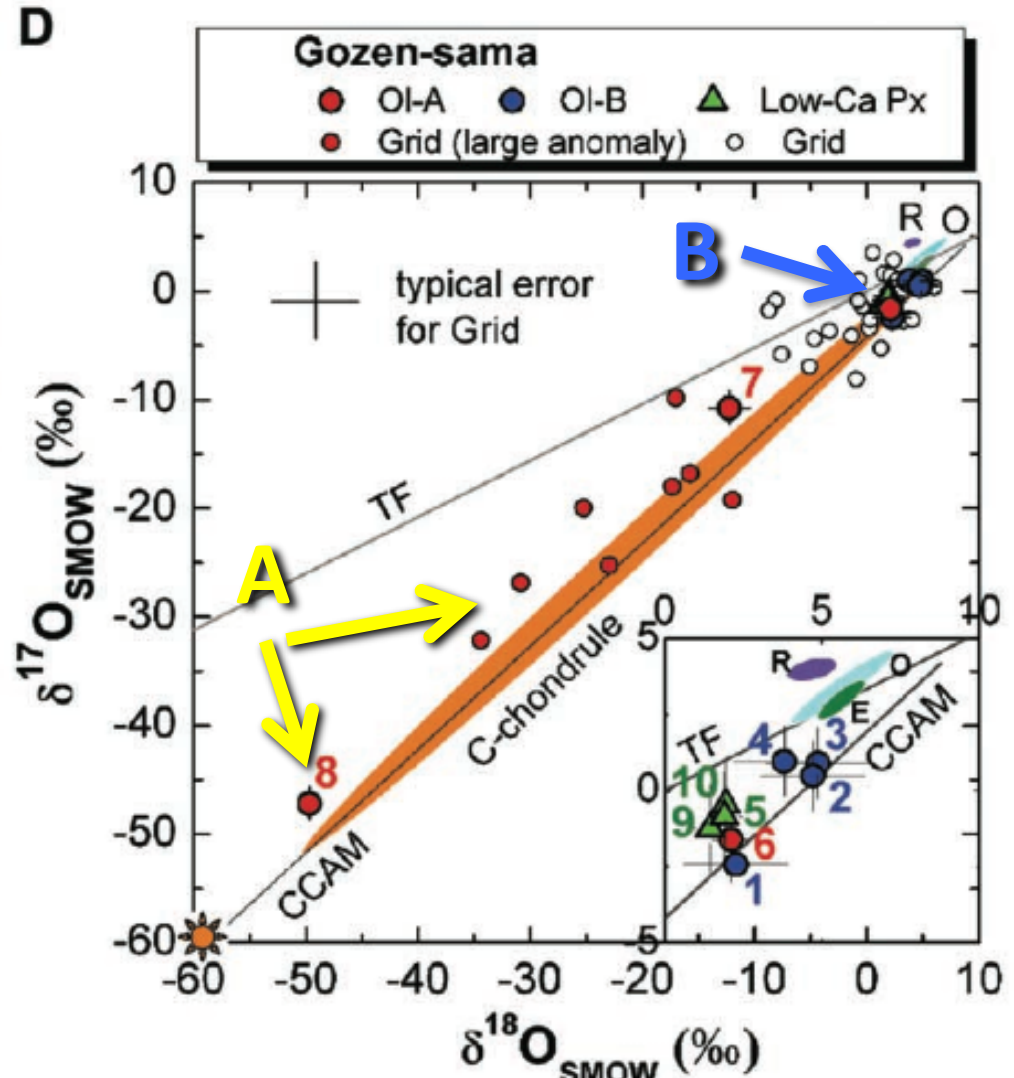 D
Gozen-sama
Ol-A Ol-B Low-Ca Px
Grid (large anomaly) Grid
10
0
-10
-20
-30
-40
-50
-60
δ17OSMOW (‰)
typical error
for Grid
B
R O
7
TF
A
8
C-chondrule
CCAM
0 5 10
5
0
-5
R
O
E
TF
CCAM
4 3
2
10
5
9
6
1
-60 -50 -40 -30 -20 -10 0 10
δ18OSMOW (‰)